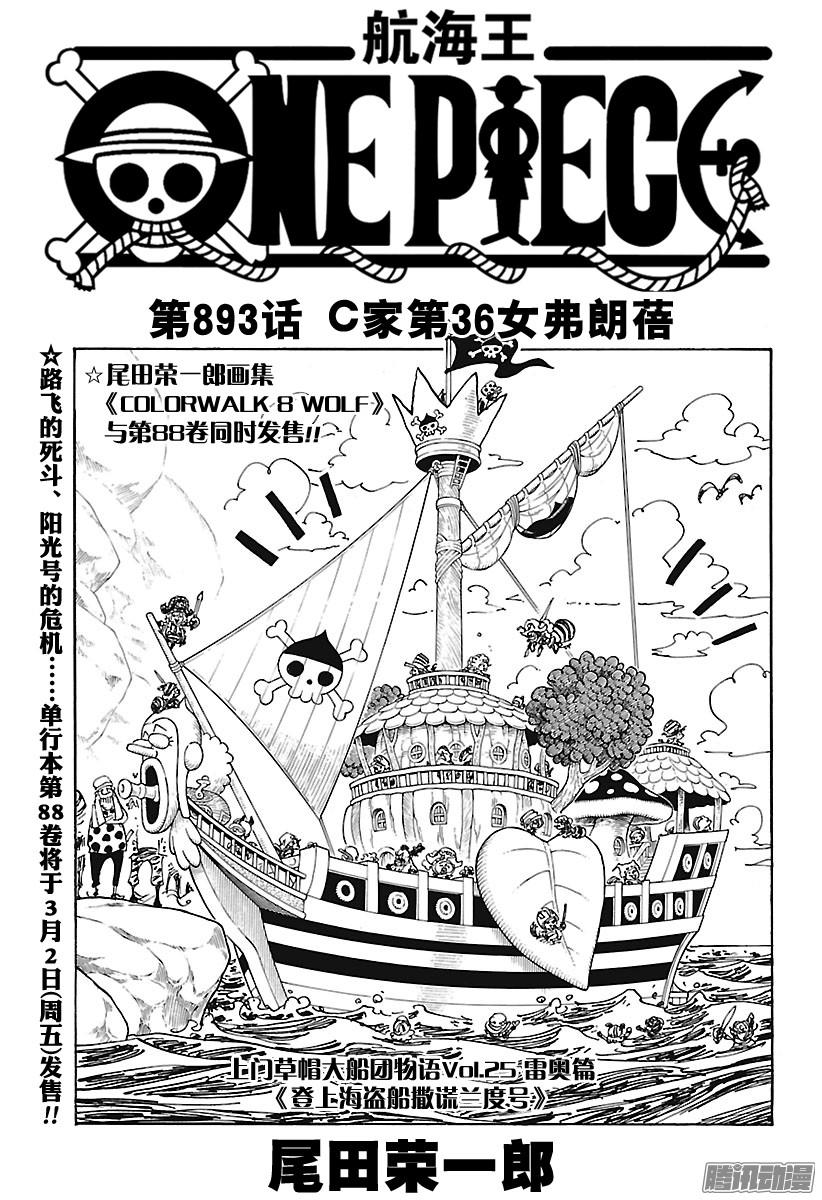 航海王
ONE PIECE
第893话 C家第36女弗朗蓓
☆路飞的死斗、阳光号的危机……单行本第88卷将于3月2日(周五)发售!!
☆尾田荣一郎画集
《COLORWALK 8 WOLF》
与第88卷同时发售!!
上门草帽大船团物语Vol.25 雷奥篇
《登上海盗船撒谎兰度号》
尾田荣一郎
腾讯动漫